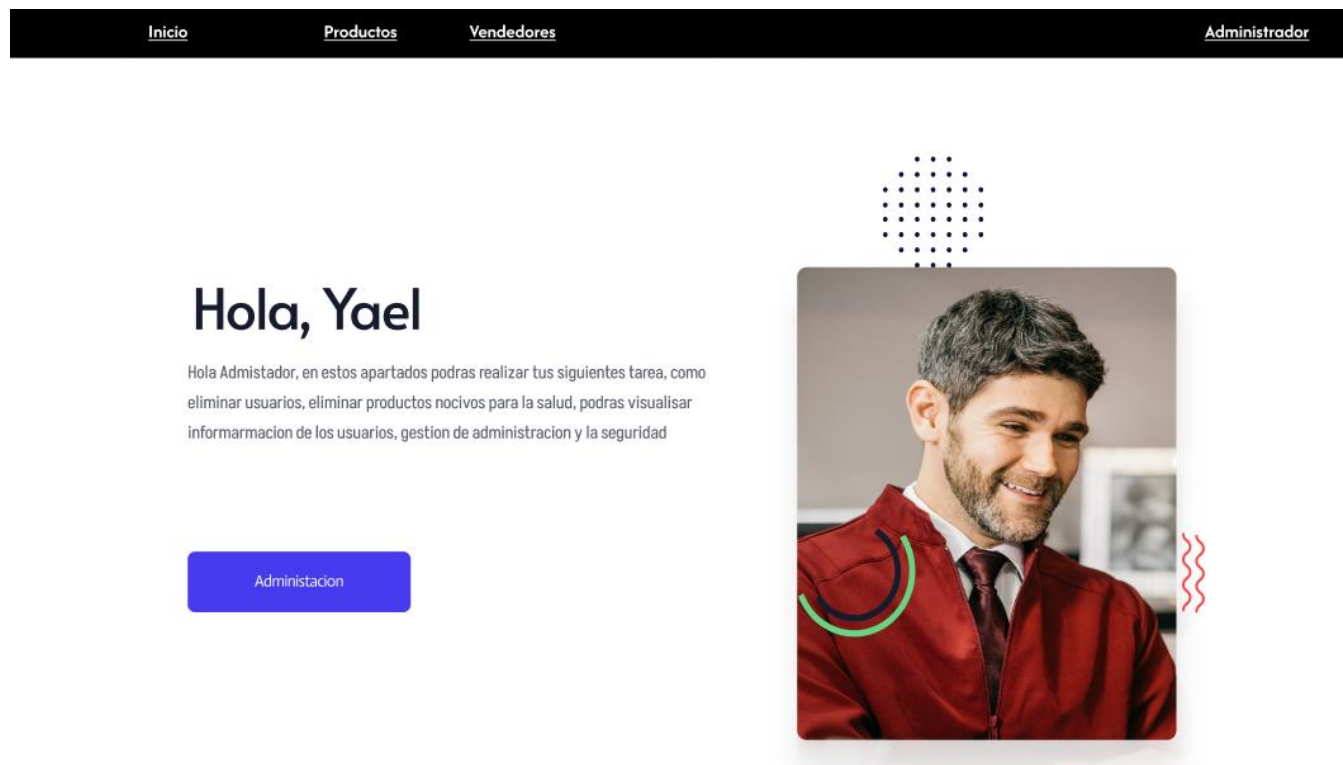 Inicio Productos Vendedores Administrador
Hola, Yael
Hola Admistador, en estos apartados podras realizar tus siguientes tarea, como
eliminar usuarios, eliminar productos nocivos para la salud, podras visualisar
informarmacion de los usuarios, gestion de administracion y la seguridad
Administacion